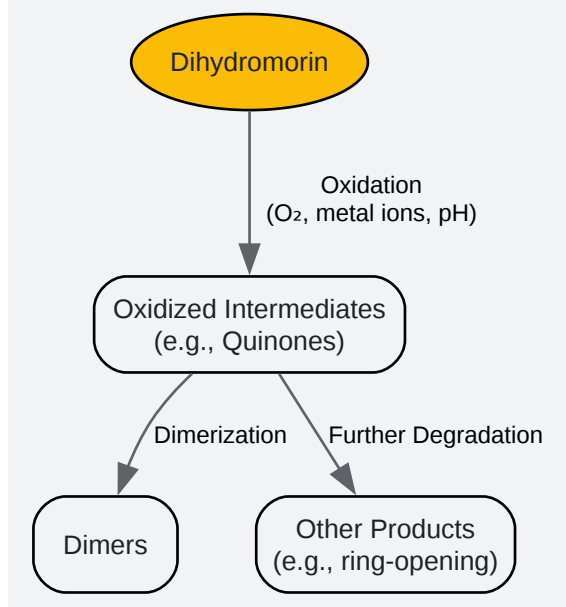 Dihydromorin
Oxidation
(O₂, metal ions, pH)
Oxidized Intermediates
(e.g., Quinones)
Dimerization
Further Degradation
Dimers
Other Products
(e.g., ring-opening)